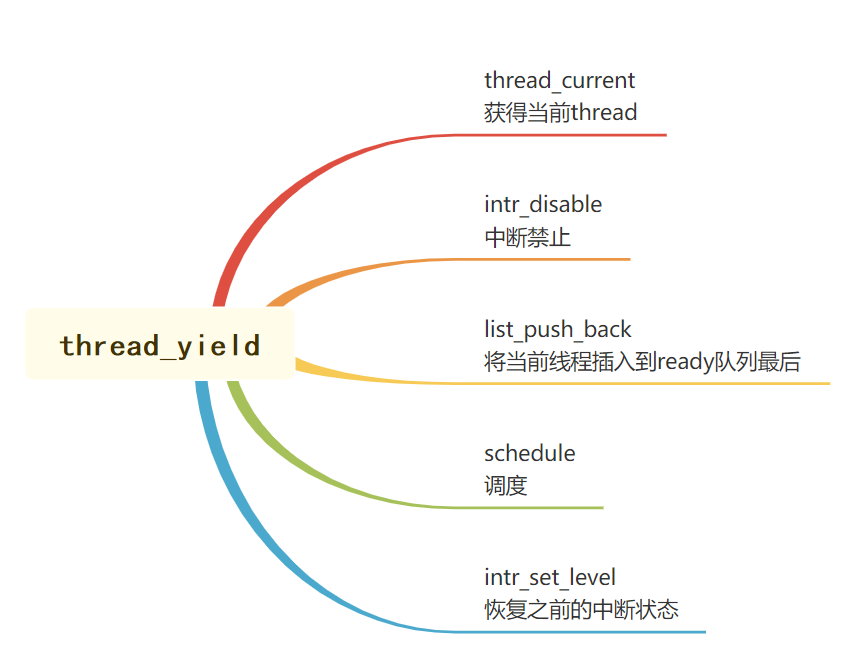 thread_current
获得当前thread
intr_disable
中断禁止
thread_yield
list_push_back
将当前线程插入到ready队列最后
schedule
调度
intr_set_level
恢复之前的中断状态